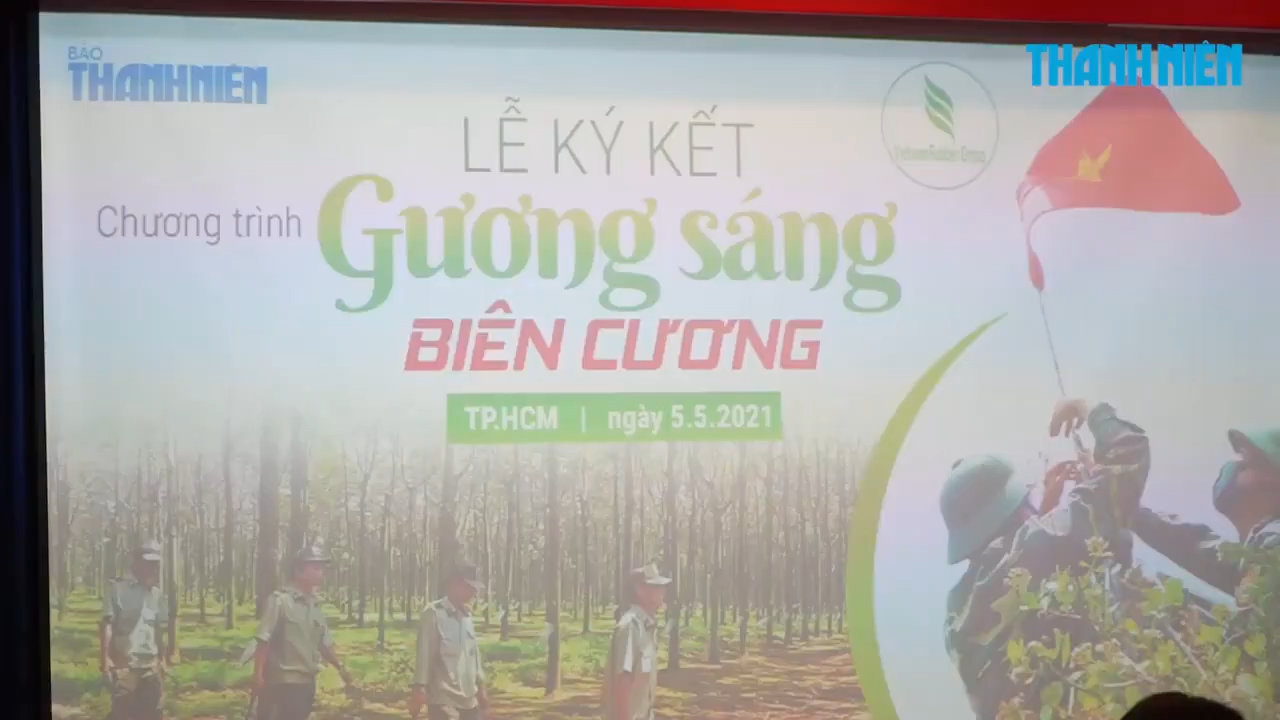 BÁO
THANH NIÊN
THANH NIÊN
LỄ KÝ KẾT
Chương trình Gương sáng
BIÊN CƯƠNG
TP.HCM | ngày 5.5.2021